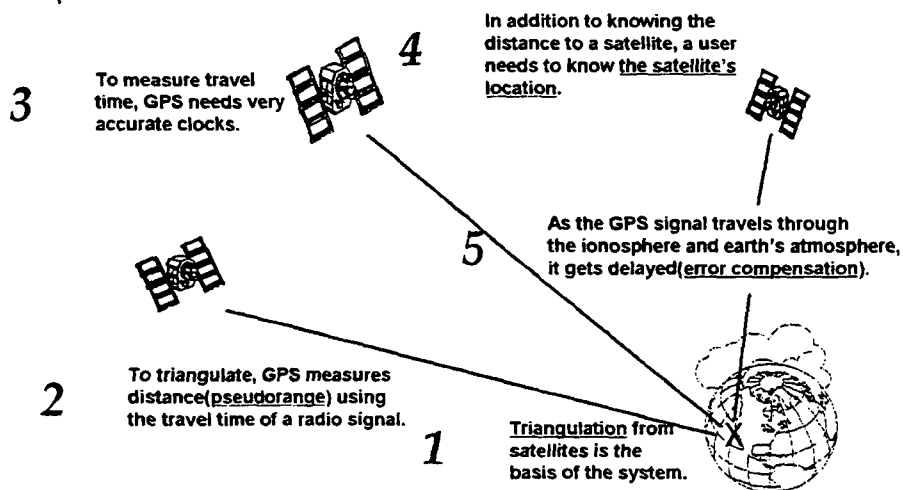 4
In addition to knowing the
distance to a satellite, a user
needs to know the satellite's
location.
3
To measure travel
time, GPS needs very
accurate clocks.
5
As the GPS signal travels through
the ionosphere and earth's atmosphere,
it gets delayed(error compensation).
2
To triangulate, GPS measures
distance(pseudorange) using
the travel time of a radio signal.
1
Triangulation from
satellites is the
basis of the system.
X